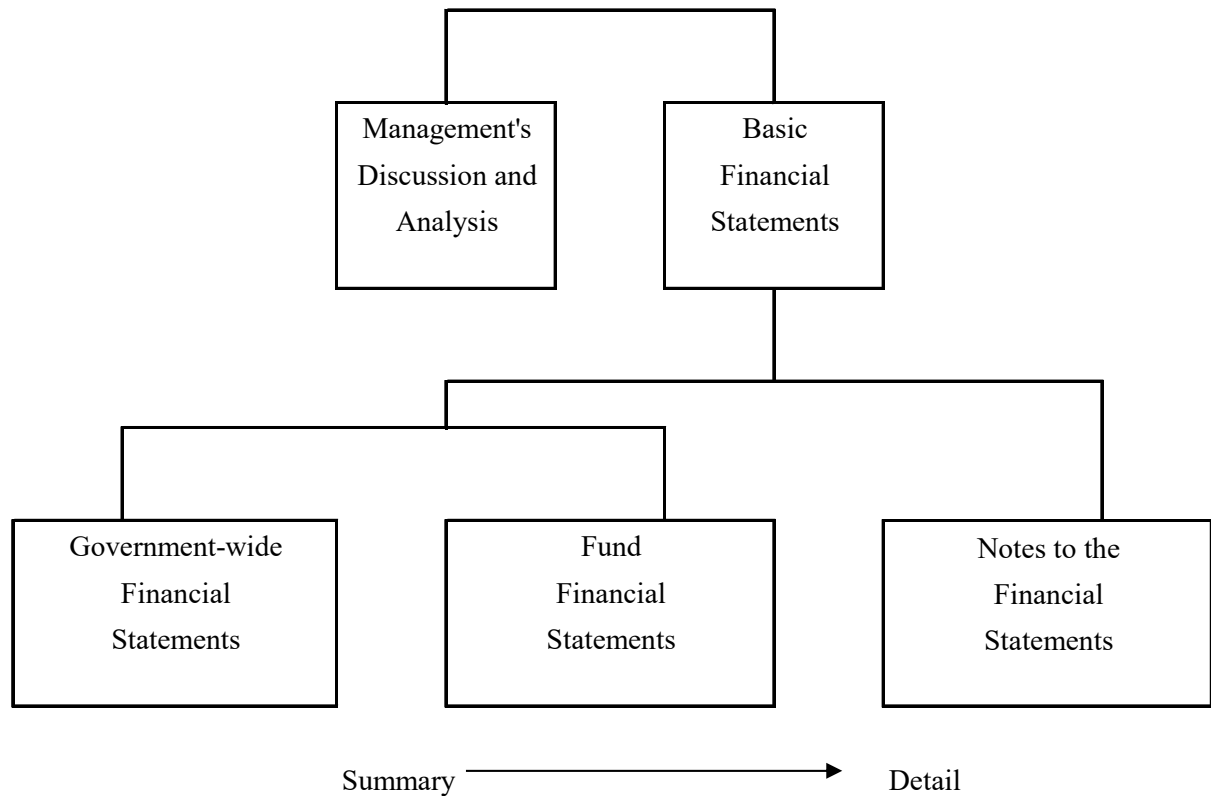 Management's
Discussion and
Analysis
Basic
Financial
Statements
Government-wide
Financial
Statements
Fund
Financial
Statements
Notes to the
Financial
Statements
Summary
Detail